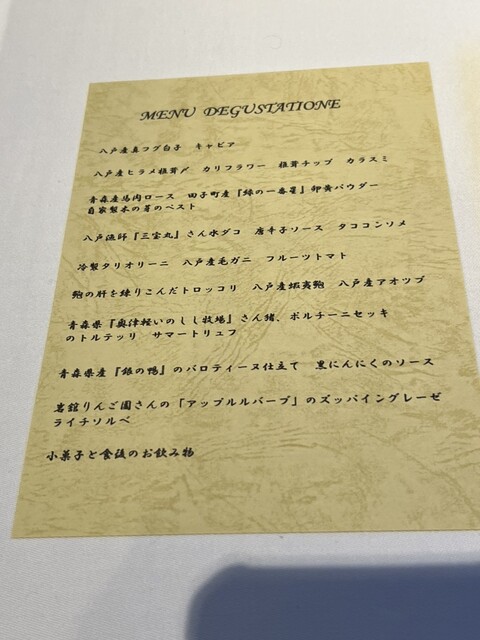 MENU DEGUSTATIONE
八戸産真フグ白子 キャビア
八戸産ヒラメ椎茸〆 カリフラワー 椎茸チップ カラスミ
青森産馬肉ロース 田子町産『緑の一番星』卵黄パウダー
自家製木の芽のペスト
八戸漁師『三宝丸』さん水ダコ 唐辛子ソース タココンソメ
冷製タリオリーニ 八戸産毛ガニ フルーツトマト
鮑の肝を練りこんだトロッコリ 八戸産蝦夷鮑 八戸産アオツブ
青森県『奥津軽いのしし牧場』さん猪、ポルチーニセッキ
のトルテッリ サマートリュフ
青森県産『銀の鴨』のバロティーヌ仕立て 黒にんにくのソース
岩舘りんご園さんの「アップルルバーブ」のズッパイングレーゼ
ライチソルベ
小菓子と食後のお飲み物